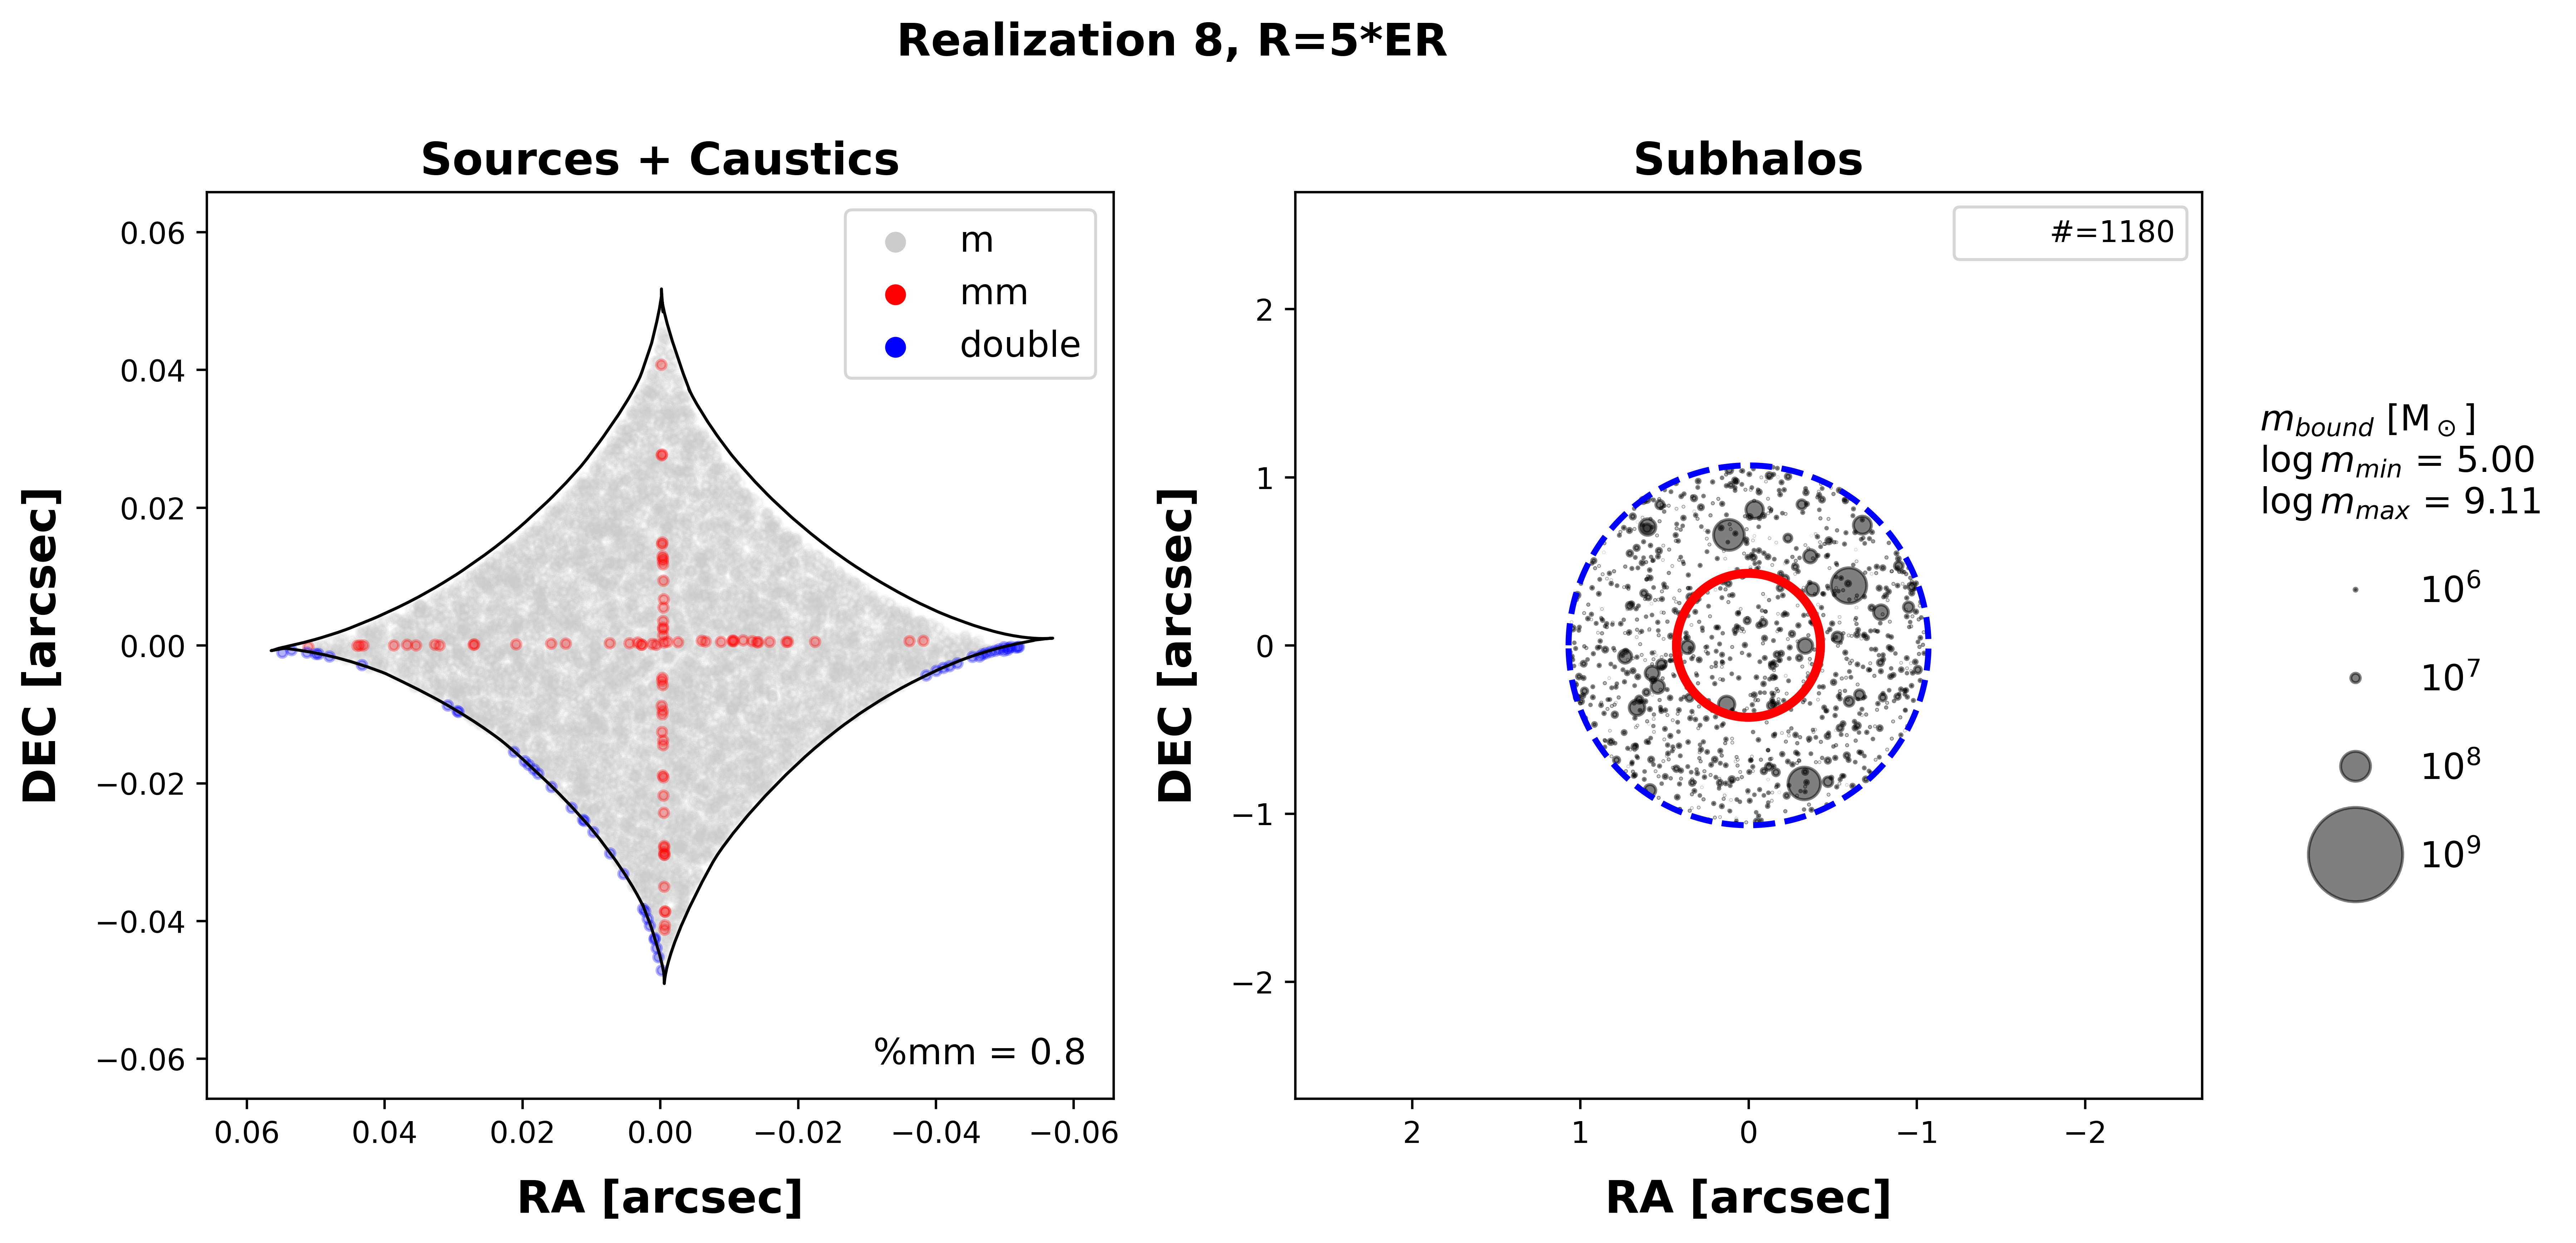 Realization 8, R=5*ER
Sources + Caustics
m
mm
double
%mm = 0.8
0.06
0.04
0.02
0.00
−0.02
−0.04
−0.06
0.06
0.04
0.02
0.00
−0.02
−0.04
−0.06
DEC [arcsec]
RA [arcsec]
Subhalos
#=1180
2
1
0
−1
−2
2
1
0
−1
−2
DEC [arcsec]
RA [arcsec]
m_bound [M_⊙]
log m_min = 5.00
log m_max = 9.11
10^6
10^7
10^8
10^9